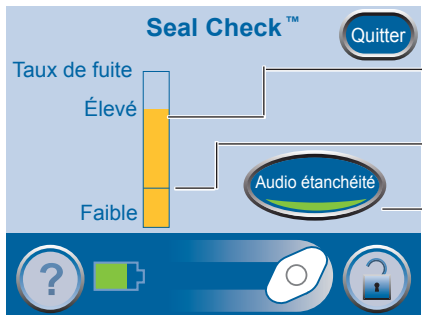 Seal Check™
Quitter
Taux de fuite
Élevé
Audio étanchéité
Faible
?